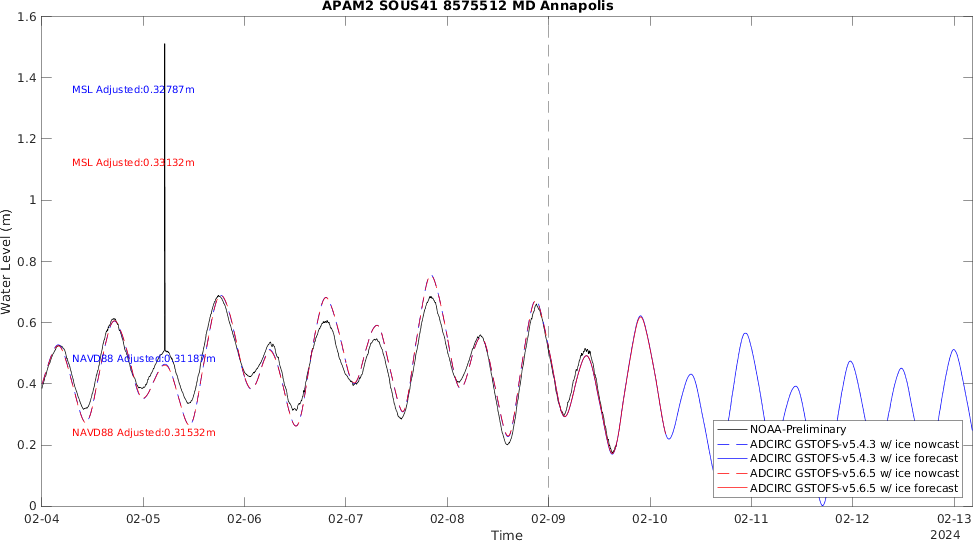 APAM2 SOUS41 8575512 MD Annapolis
1.6
1.4
1.2
1
0.8
0.6
0.4
0.2
0
Water Level (m)
MSL Adjusted:0.32787m
MSL Adjusted:0.33132m
NAVD88 Adjusted:0.31187m
NAVD88 Adjusted:0.31532m
NOAA-Preliminary
ADCIRC GSTOFS-v5.4.3 w/ ice nowcast
ADCIRC GSTOFS-v5.4.3 w/ ice forecast
ADCIRC GSTOFS-v5.6.5 w/ ice nowcast
ADCIRC GSTOFS-v5.6.5 w/ ice forecast
02-04 02-05 02-06 02-07 02-08 02-09 02-10 02-11 02-12 02-13
Time
2024